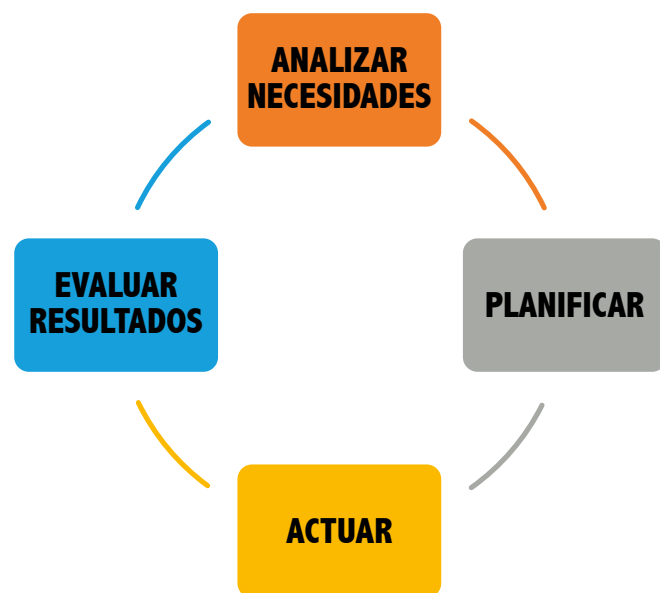 ANALIZAR
NECESIDADES
PLANIFICAR
ACTUAR
EVALUAR
RESULTADOS